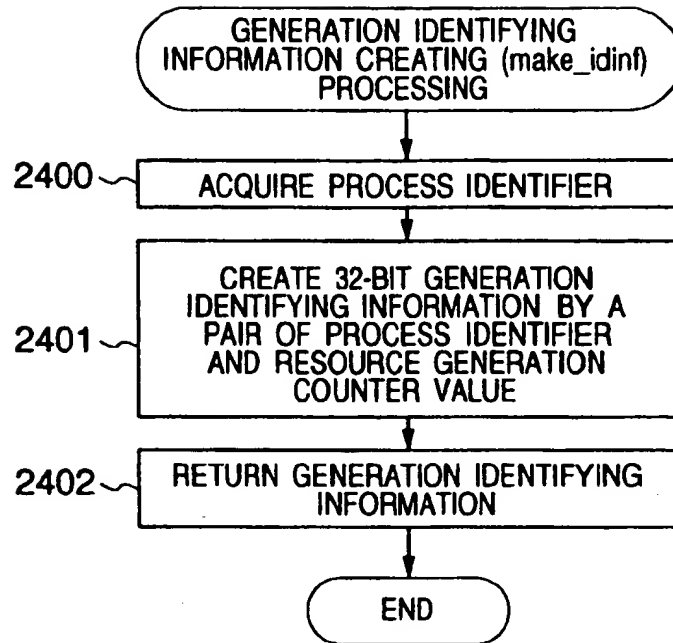 GENERATION IDENTIFYING
INFORMATION CREATING (make_idinf)
PROCESSING
2400
ACQUIRE PROCESS IDENTIFIER
CREATE 32-BIT GENERATION
IDENTIFYING INFORMATION BY A
PAIR OF PROCESS IDENTIFIER
AND RESOURCE GENERATION
COUNTER VALUE
2401
RETURN GENERATION IDENTIFYING
INFORMATION
2402
END